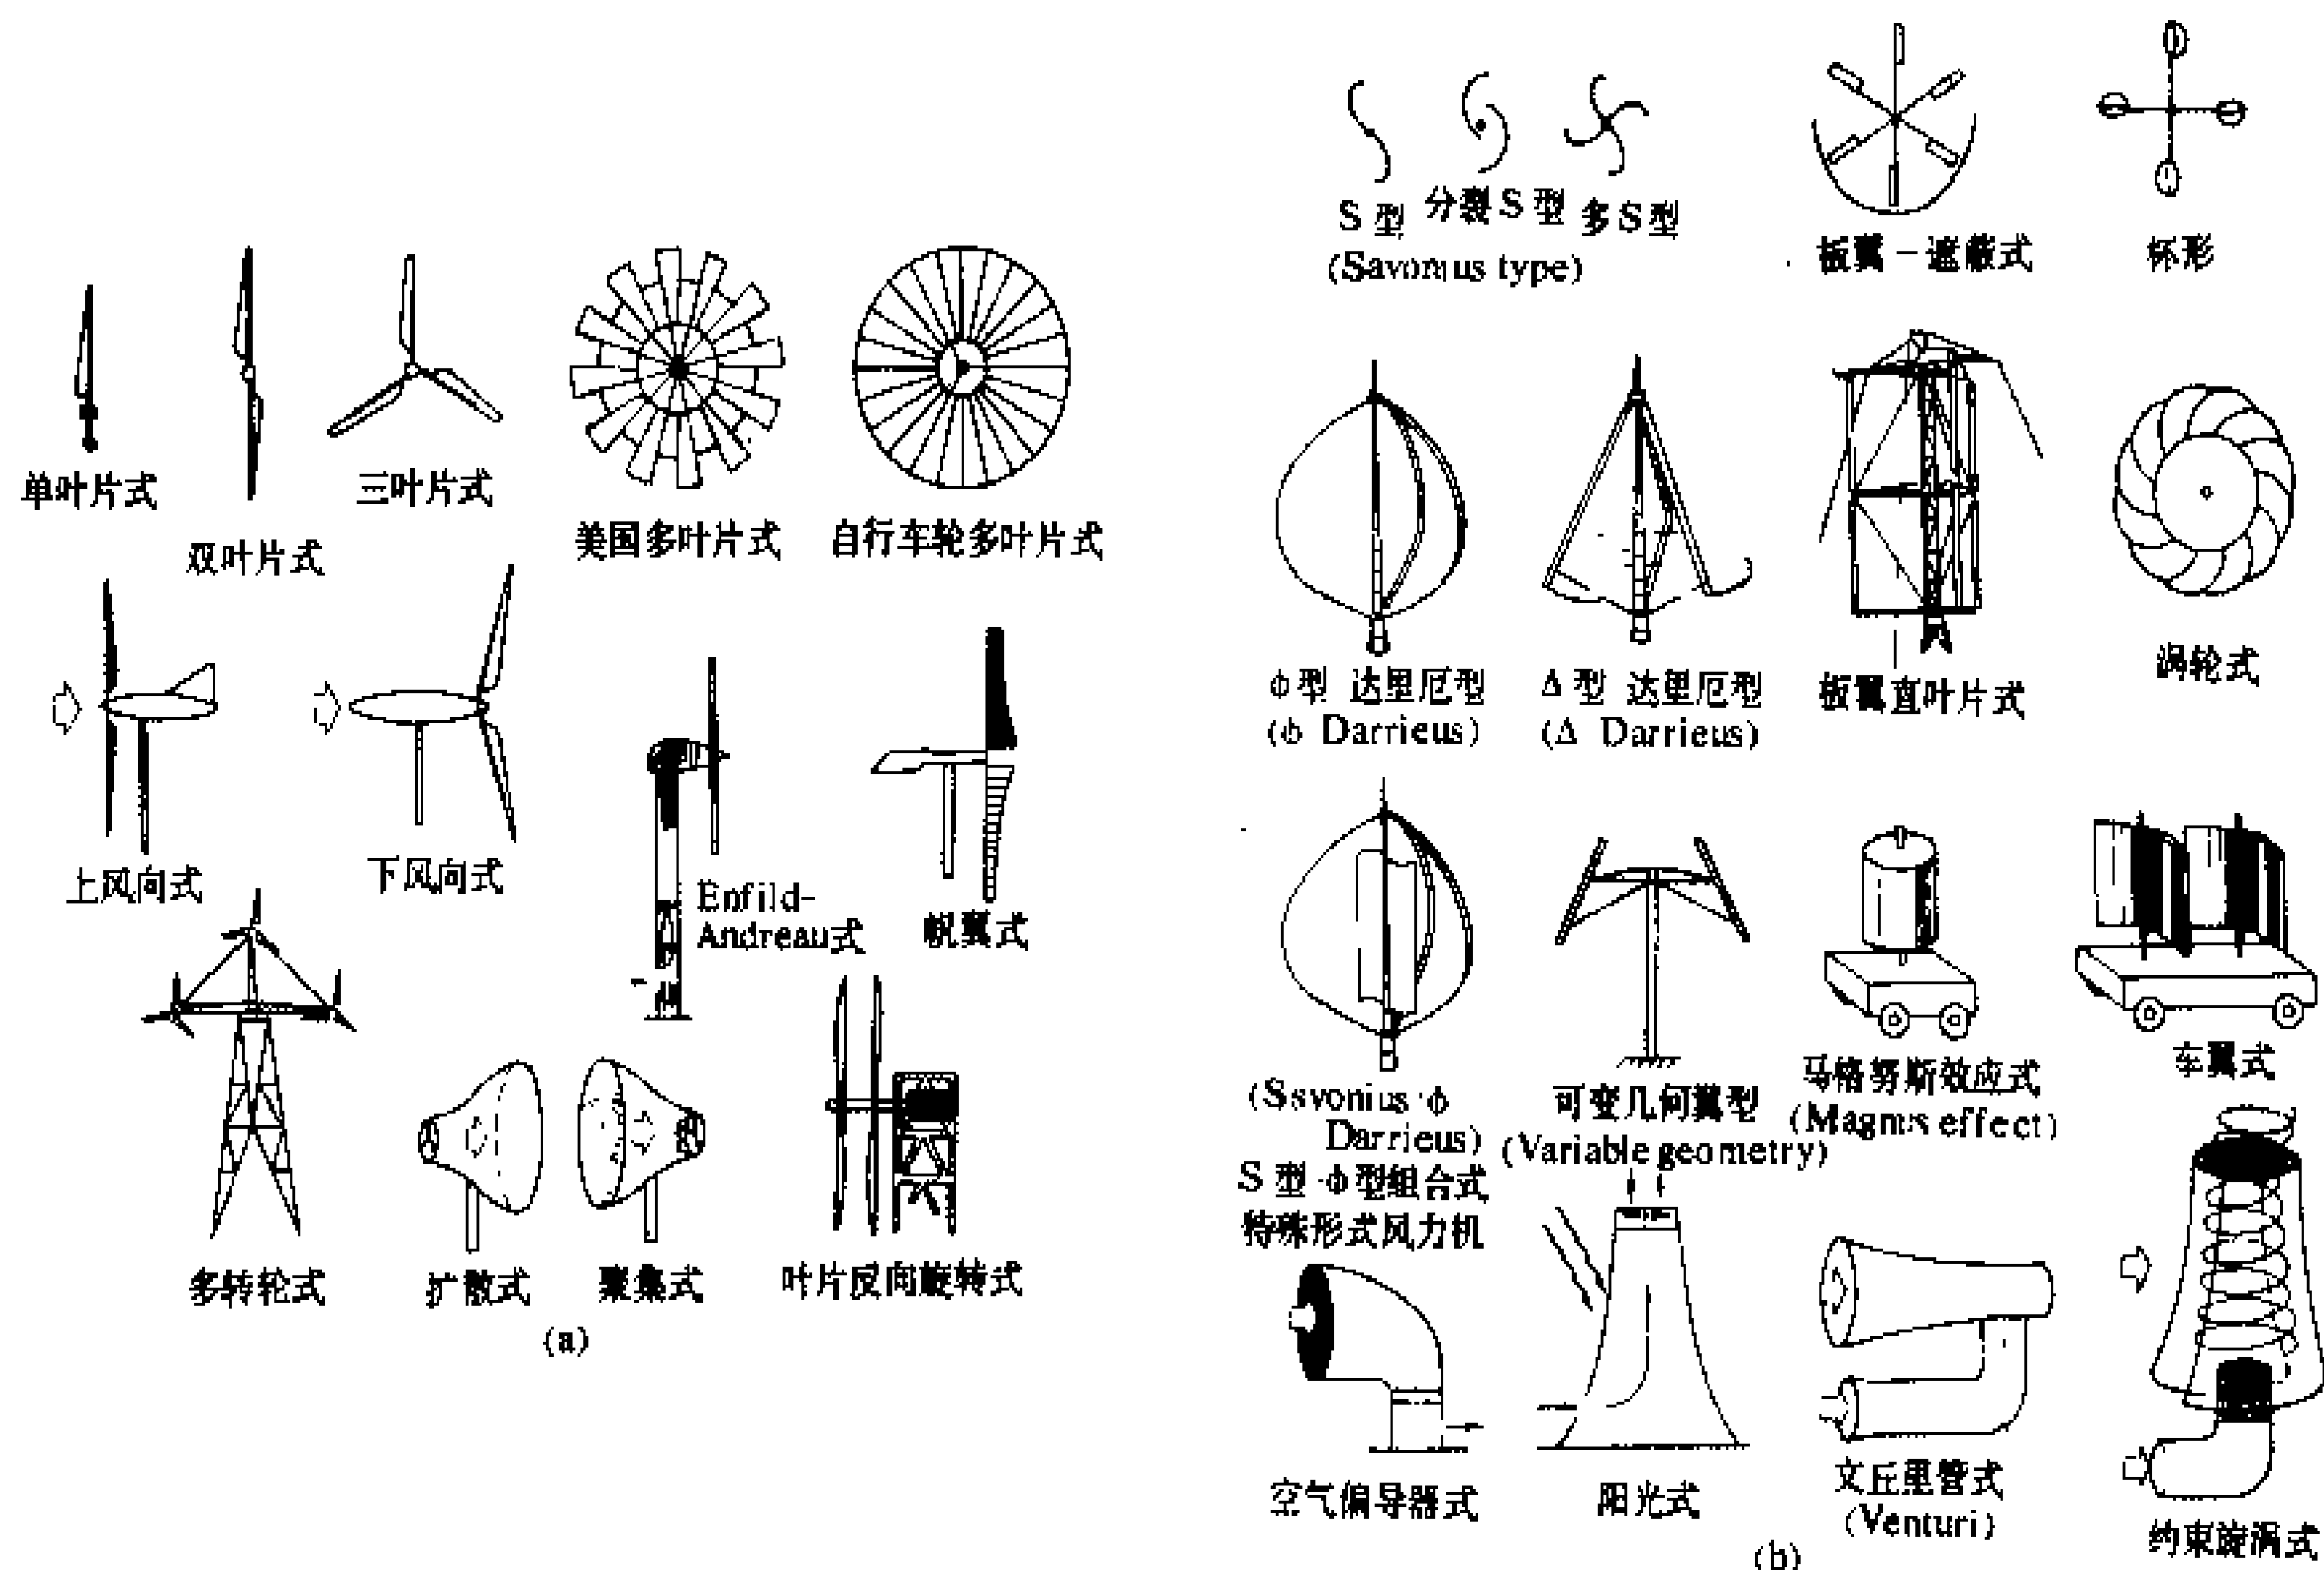 单叶片式
双叶片式
三叶片式
美国多叶片式
自行车轮多叶片式
上风向式
下风向式
Enfild-
Andreau式
帆翼式
多转轮式
扩散式
聚集式
叶片反向旋转式
(a)
S 型
分裂 S 型
多 S 型
(Savomus type)
板翼－遮蔽式
杯形
φ型 达里厄型
(φ Darrieus)
Δ型 达里厄型
(Δ Darrieus)
板翼直叶片式
涡轮式
(Ssvonius·φ
Darrieus)
S 型·φ型组合式
特殊形式风力机
可变几何翼型
(Variable geometry)
马格努斯效应式
(Magnus effect)
车翼式
空气偏导器式
阳光式
文丘里管式
(Venturi)
约束旋涡式
(b)